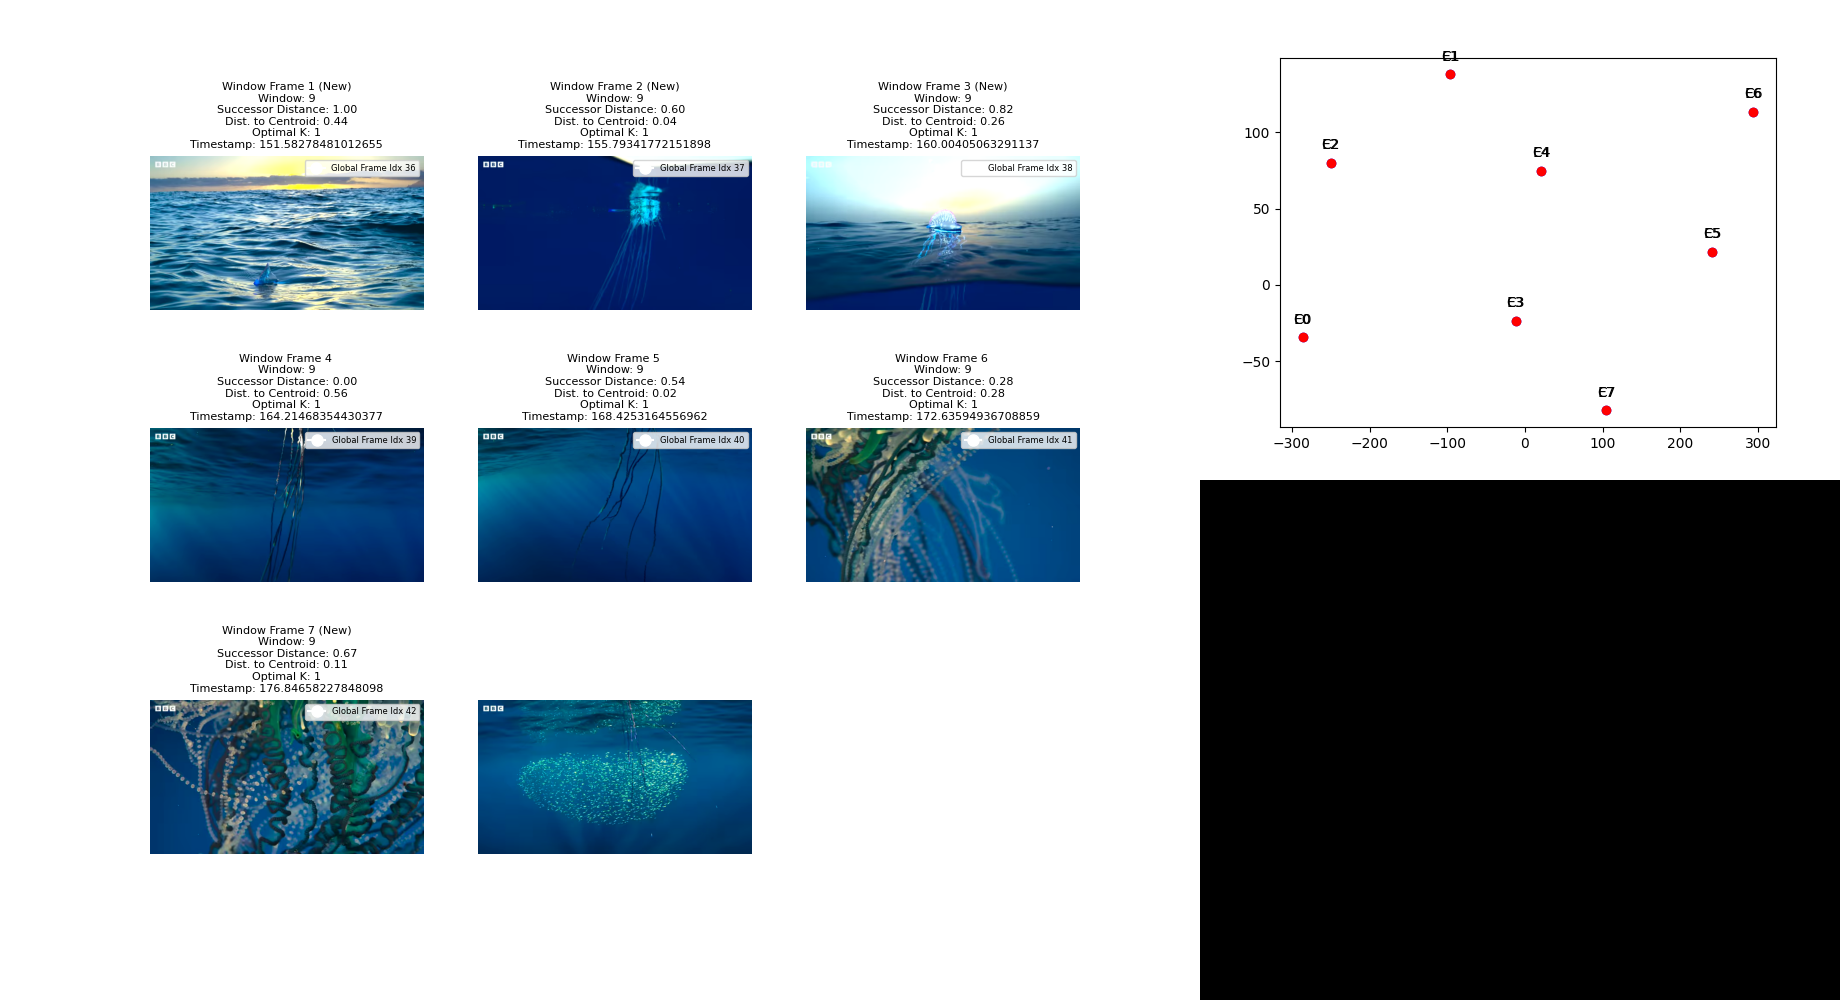 Window Frame 1 (New)
Window: 9
Successor Distance: 1.00
Dist. to Centroid: 0.44
Optimal K: 1
Timestamp: 151.58278481012655
BBC
Global Frame Idx 36
Window Frame 2 (New)
Window: 9
Successor Distance: 0.60
Dist. to Centroid: 0.04
Optimal K: 1
Timestamp: 155.79341772151898
BBC
Global Frame Idx 37
Window Frame 3 (New)
Window: 9
Successor Distance: 0.82
Dist. to Centroid: 0.26
Optimal K: 1
Timestamp: 160.00405063291137
BBC
Global Frame Idx 38
Window Frame 4
Window: 9
Successor Distance: 0.00
Dist. to Centroid: 0.56
Optimal K: 1
Timestamp: 164.21468354430377
BBC
Global Frame Idx 39
Window Frame 5
Window: 9
Successor Distance: 0.54
Dist. to Centroid: 0.02
Optimal K: 1
Timestamp: 168.4253164556962
BBC
Global Frame Idx 40
Window Frame 6
Window: 9
Successor Distance: 0.28
Dist. to Centroid: 0.28
Optimal K: 1
Timestamp: 172.63594936708859
BBC
Global Frame Idx 41
Window Frame 7 (New)
Window: 9
Successor Distance: 0.67
Dist. to Centroid: 0.11
Optimal K: 1
Timestamp: 176.84658227848098
BBC
Global Frame Idx 42
BBC
100
50
0
−50
−300
−200
−100
0
100
200
300